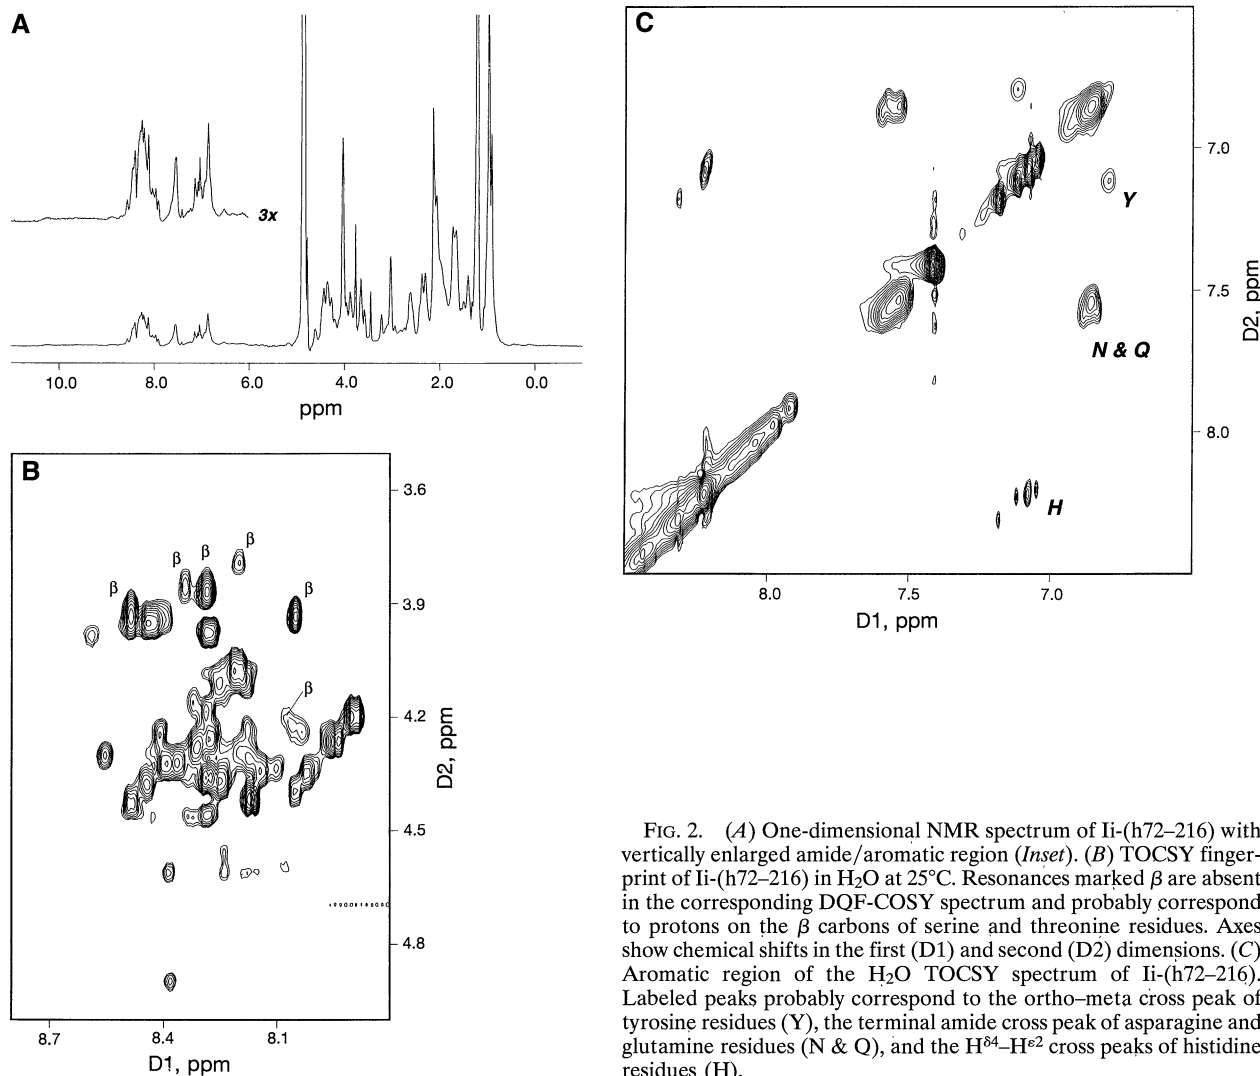 A
3x
10.0 8.0 6.0 4.0 2.0 0.0
ppm
B
β β β β β
β
3.6
3.9
4.2
4.5
4.8
D2, ppm
8.7 8.4 8.1
D1, ppm
C
Y
N & Q
H
7.0
7.5
8.0
D2, ppm
8.0 7.5 7.0
D1, ppm
FIG. 2. (A) One-dimensional NMR spectrum of Ii-(h72–216) with
vertically enlarged amide/aromatic region (Inset). (B) TOCSY finger-
print of Ii-(h72–216) in H2O at 25°C. Resonances marked β are absent
in the corresponding DQF-COSY spectrum and probably correspond
to protons on the β carbons of serine and threonine residues. Axes
show chemical shifts in the first (D1) and second (D2) dimensions. (C)
Aromatic region of the H2O TOCSY spectrum of Ii-(h72–216).
Labeled peaks probably correspond to the ortho–meta cross peak of
tyrosine residues (Y), the terminal amide cross peak of asparagine and
glutamine residues (N & Q), and the Hδ4–Hε2 cross peaks of histidine
residues (H).